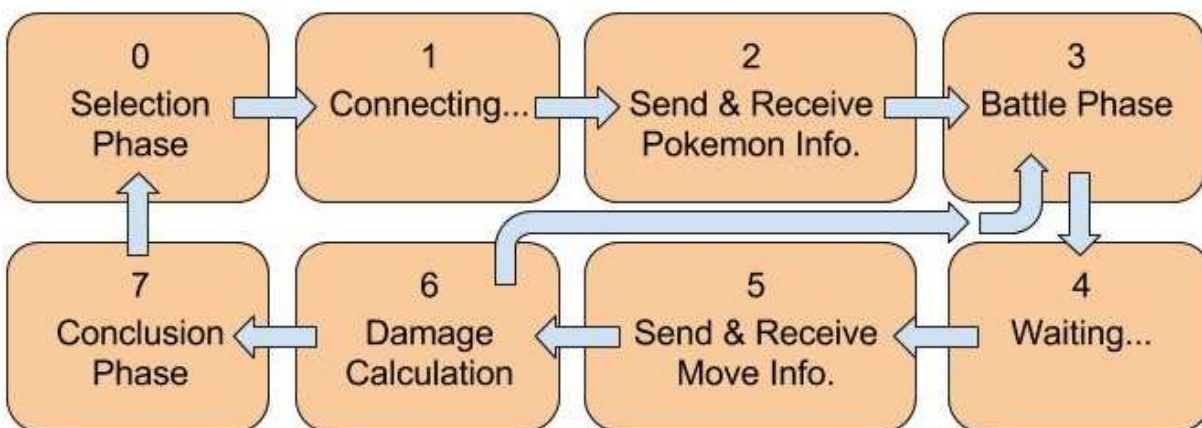 0
Selection
Phase
1
Connecting...
2
Send & Receive
Pokemon Info.
3
Battle Phase
7
Conclusion
Phase
6
Damage
Calculation
5
Send & Receive
Move Info.
4
Waiting...